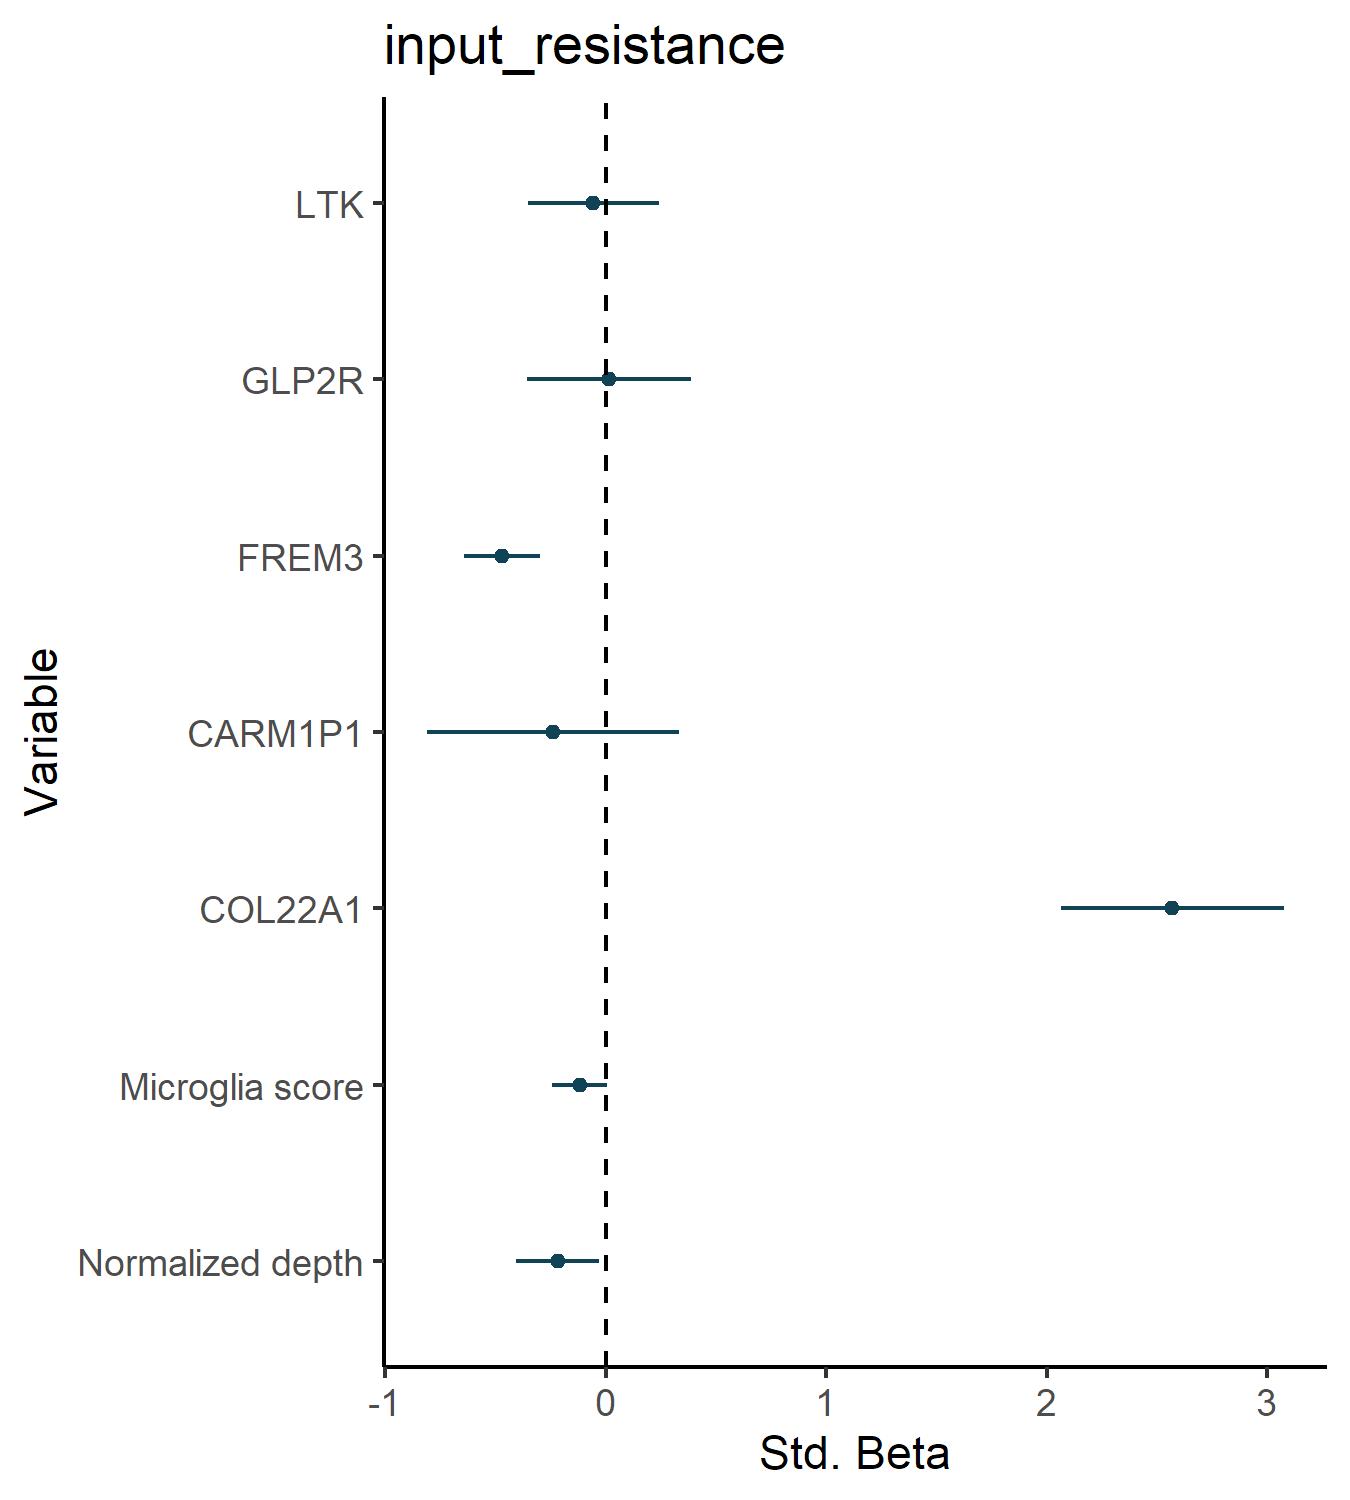 input_resistance
LTK
GLP2R
FREM3
CARM1P1
COL22A1
Microglia score
Normalized depth
Variable
-1 0 1 2 3
Std. Beta